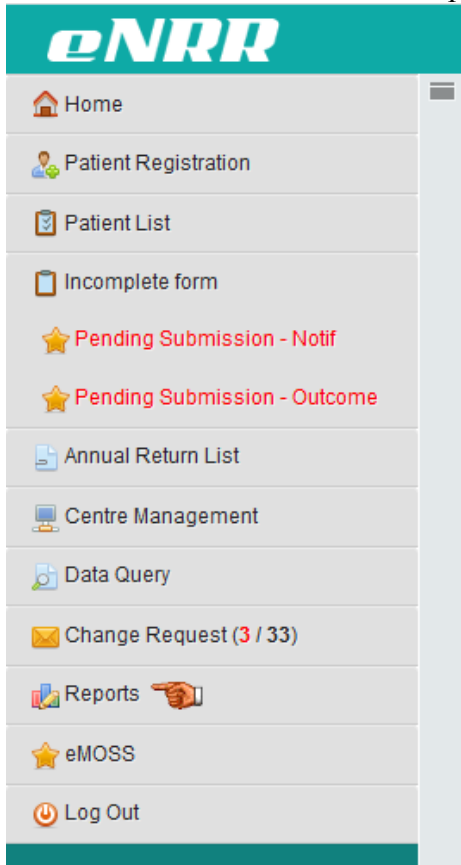 eNRR
Home
Patient Registration
Patient List
Incomplete form
Pending Submission - Notif
Pending Submission - Outcome
Annual Return List
Centre Management
Data Query
Change Request (3 / 33)
Reports
eMOSS
Log Out